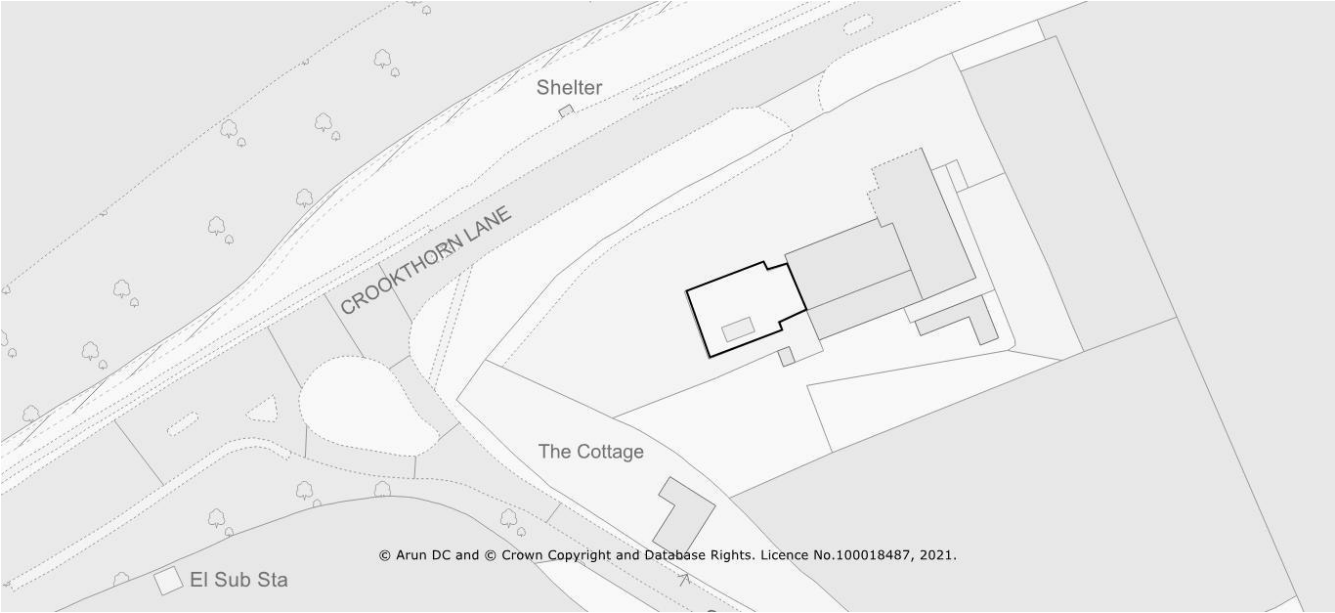 Shelter
CROOKTHORN LANE
The Cottage
© Arun DC and © Crown Copyright and Database Rights. Licence No.100018487, 2021.
El Sub Sta